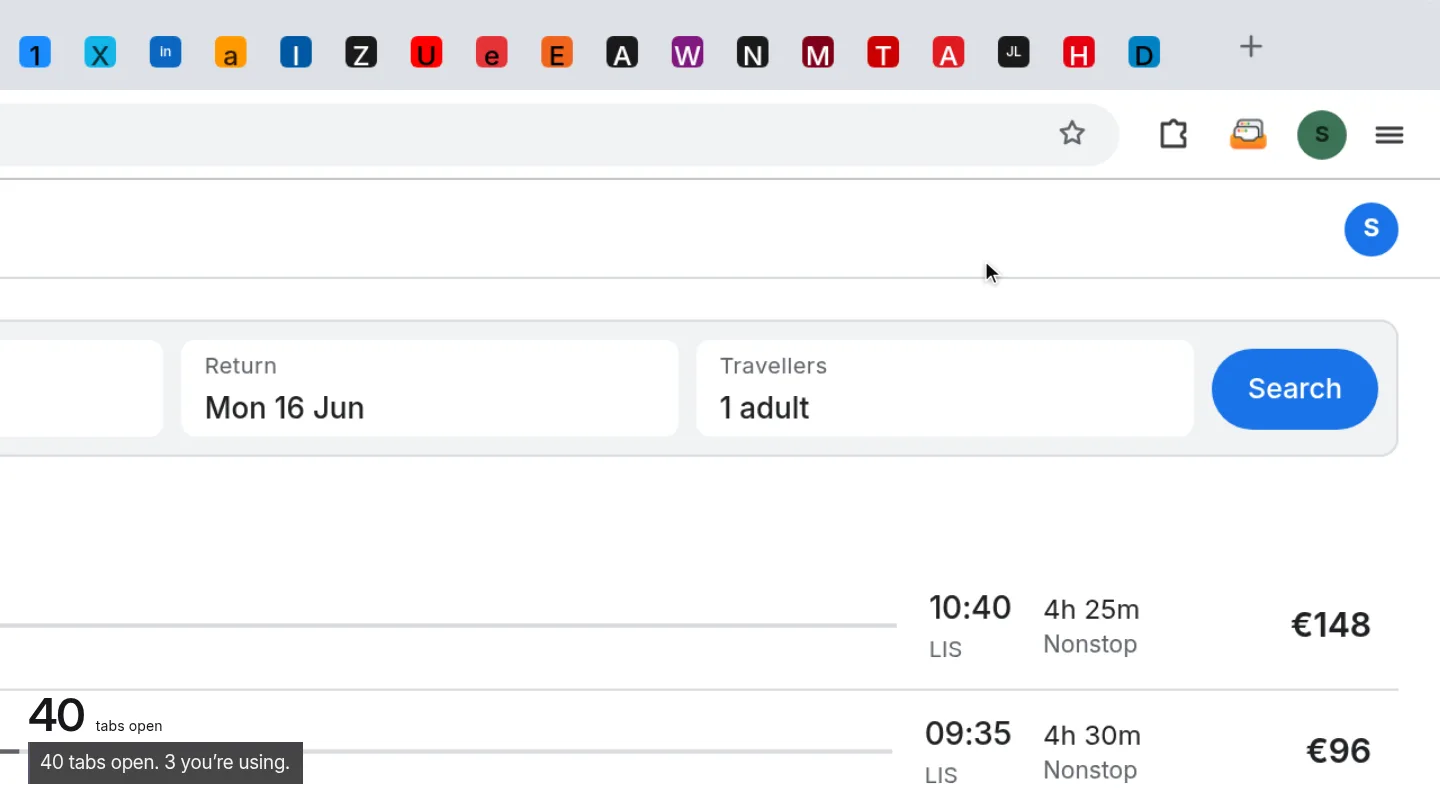 1 X in a I Z U e E A W N M T A JL H D
S
S
Return
Mon 16 Jun
Travellers
1 adult
Search
10:40
LIS
4h 25m
Nonstop
€148
40 tabs open
40 tabs open. 3 you’re using.
09:35
LIS
4h 30m
Nonstop
€96